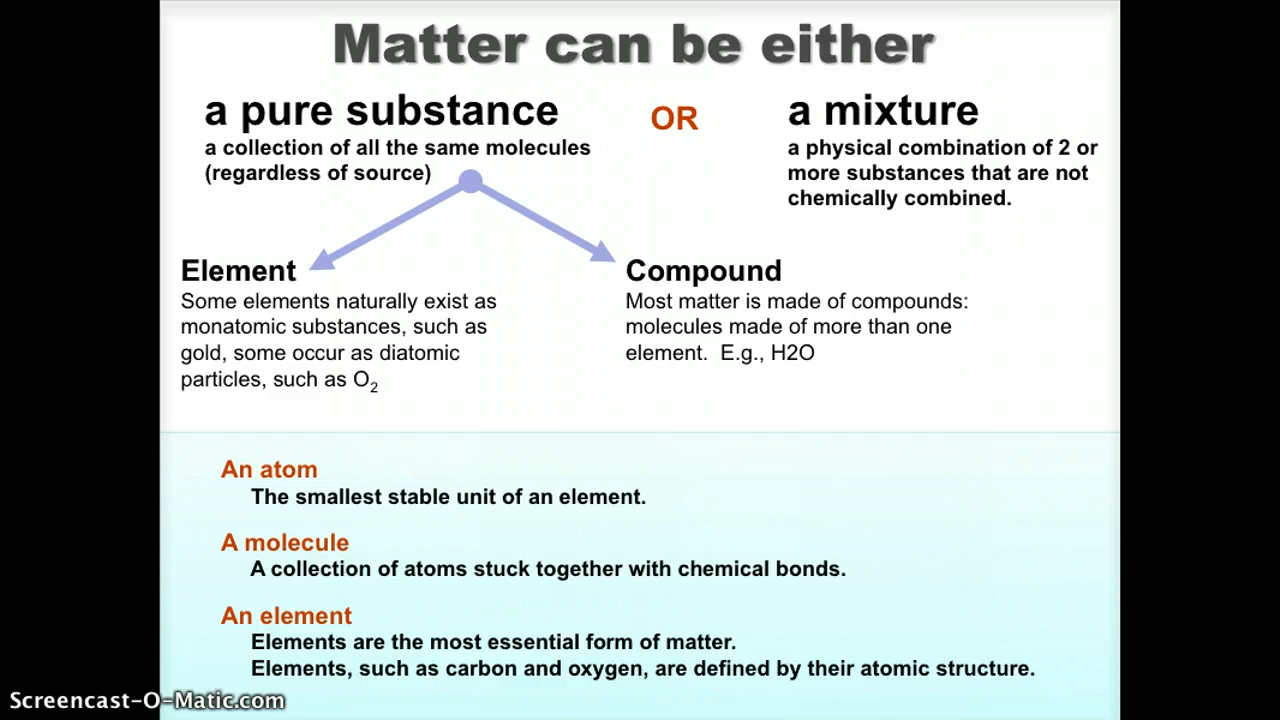 Matter can be either
a pure substance
a collection of all the same molecules
(regardless of source)
OR
a mixture
a physical combination of 2 or
more substances that are not
chemically combined.
Element
Some elements naturally exist as
monatomic substances, such as
gold, some occur as diatomic
particles, such as O₂
Compound
Most matter is made of compounds:
molecules made of more than one
element.  E.g., H2O
An atom
The smallest stable unit of an element.
A molecule
A collection of atoms stuck together with chemical bonds.
An element
Elements are the most essential form of matter.
Elements, such as carbon and oxygen, are defined by their atomic structure.
Screencast-O-Matic.com